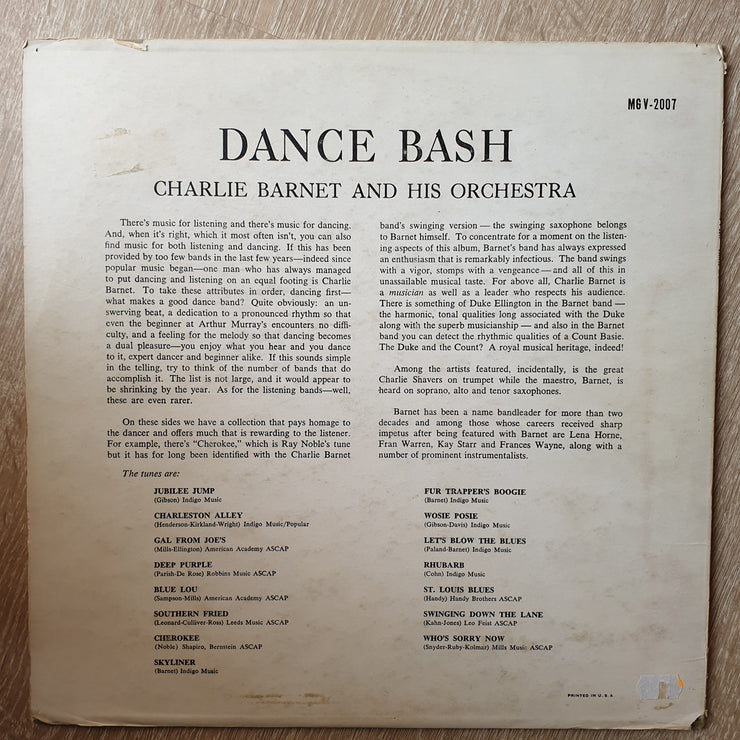 MGV-2007
DANCE BASH
CHARLIE BARNET AND HIS ORCHESTRA
There's music for listening and there's music for dancing.
And, when it's right, which it most often isn't, you can also
find music for both listening and dancing. If this has been
provided by too few bands in the last few years—indeed since
popular music began—one man who has always managed
to put dancing and listening on an equal footing is Charlie
Barnet. To take these attributes in order, dancing first—
what makes a good dance band? Quite obviously: an un-
swerving beat, a dedication to a pronounced rhythm so that
even the beginner at Arthur Murray's encounters no diffi-
culty, and a feeling for the melody so that dancing becomes
a dual pleasure—you enjoy what you hear and you dance
to it, expert dancer and beginner alike. If this sounds simple
in the telling, try to think of the number of bands that do
accomplish it. The list is not large, and it would appear to
be shrinking by the year. As for the listening bands—well,
these are even rarer.
On these sides we have a collection that pays homage to
the dancer and offers much that is rewarding to the listener.
For example, there's "Cherokee," which is Ray Noble's tune
but it has for long been identified with the Charlie Barnet
band's swinging version — the swinging saxophone belongs
to Barnet himself. To concentrate for a moment on the listen-
ing aspects of this album, Barnet's band has always expressed
an enthusiasm that is remarkably infectious. The band swings
with a vigor, stomps with a vengeance — and all of this in
unassailable musical taste. For above all, Charlie Barnet is
a musician as well as a leader who respects his audience.
There is something of Duke Ellington in the Barnet band —
the harmonic, tonal qualities long associated with the Duke
along with the superb musicianship — and also in the Barnet
band you can detect the rhythmic qualities of a Count Basie.
The Duke and the Count? A royal musical heritage, indeed!
Among the artists featured, incidentally, is the great
Charlie Shavers on trumpet while the maestro, Barnet, is
heard on soprano, alto and tenor saxophones.
Barnet has been a name bandleader for more than two
decades and among those whose careers received sharp
impetus after being featured with Barnet are Lena Horne,
Fran Warren, Kay Starr and Frances Wayne, along with a
number of prominent instrumentalists.
The tunes are:
JUBILEE JUMP
(Gibson) Indigo Music
CHARLESTON ALLEY
(Henderson-Kirkland-Wright) Indigo Music/Popular
GAL FROM JOE'S
(Mills-Ellington) American Academy ASCAP
DEEP PURPLE
(Parish-De Rose) Robbins Music ASCAP
BLUE LOU
(Sampson-Mills) American Academy ASCAP
SOUTHERN FRIED
(Leonard-Culliver-Ross) Leeds Music ASCAP
CHEROKEE
(Noble) Shapiro, Bernstein ASCAP
SKYLINER
(Barnet) Indigo Music
FUR TRAPPER'S BOOGIE
(Barnet) Indigo Music
WOSIE POSIE
(Gibson-Davis) Indigo Music
LET'S BLOW THE BLUES
(Paland-Barnet) Indigo Music
RHUBARB
(Cohn) Indigo Music
ST. LOUIS BLUES
(Handy) Handy Brothers ASCAP
SWINGING DOWN THE LANE
(Kahn-Jones) Leo Feist ASCAP
WHO'S SORRY NOW
(Snyder-Ruby-Kolmar) Mills Music ASCAP
PRINTED IN U.S.A